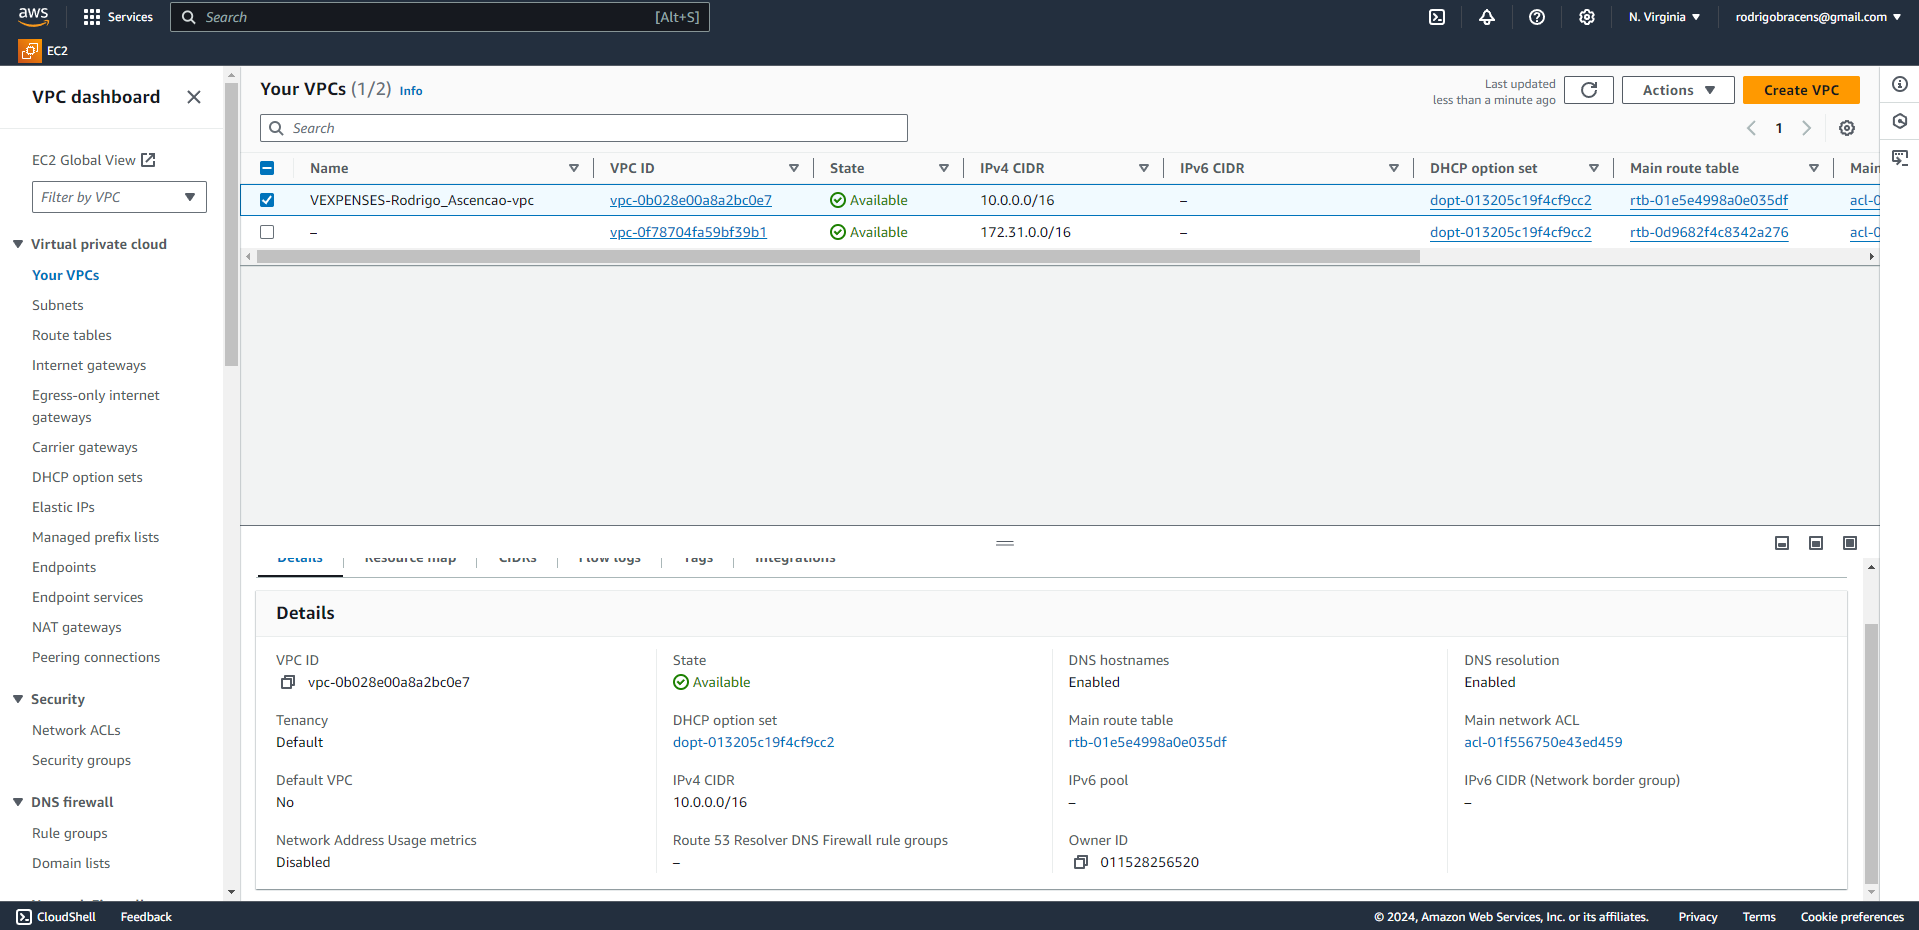 aws
Services
Search
[Alt+S]
N. Virginia
rodrigobracens@gmail.com
EC2
VPC dashboard
EC2 Global View
Filter by VPC
Virtual private cloud
Your VPCs
Subnets
Route tables
Internet gateways
Egress-only internet
gateways
Carrier gateways
DHCP option sets
Elastic IPs
Managed prefix lists
Endpoints
Endpoint services
NAT gateways
Peering connections
Security
Network ACLs
Security groups
DNS firewall
Rule groups
Domain lists
Your VPCs (1/2) Info
Last updated
less than a minute ago
Actions
Create VPC
Search
1
Name VPC ID State IPv4 CIDR IPv6 CIDR DHCP option set Main route table Main
VEXPENSES-Rodrigo_Ascencao-vpc vpc-0b028e00a8a2bc0e7 Available 10.0.0.0/16 – dopt-013205c19f4cf9cc2 rtb-01e5e4998a0e035df acl-0
– vpc-0f78704fa59bf39b1 Available 172.31.0.0/16 – dopt-013205c19f4cf9cc2 rtb-0d9682f4c8342a276 acl-0
Details Resource map CIDRs Flow logs Tags Integrations
Details
VPC ID
vpc-0b028e00a8a2bc0e7
State
Available
DNS hostnames
Enabled
DNS resolution
Enabled
Tenancy
Default
DHCP option set
dopt-013205c19f4cf9cc2
Main route table
rtb-01e5e4998a0e035df
Main network ACL
acl-01f556750e43ed459
Default VPC
No
IPv4 CIDR
10.0.0.0/16
IPv6 pool
–
IPv6 CIDR (Network border group)
–
Network Address Usage metrics
Disabled
Route 53 Resolver DNS Firewall rule groups
–
Owner ID
011528256520
CloudShell
Feedback
© 2024, Amazon Web Services, Inc. or its affiliates.
Privacy
Terms
Cookie preferences